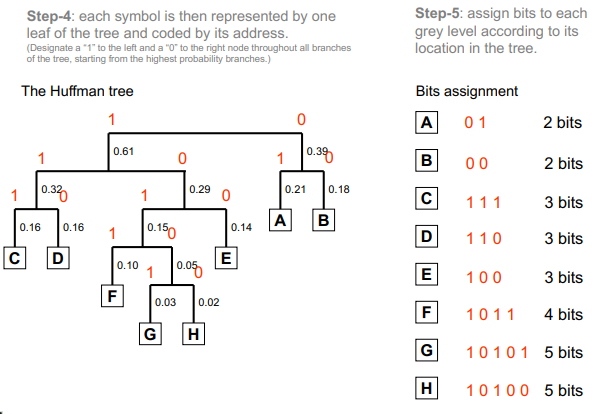 Step-4: each symbol is then represented by one
leaf of the tree and coded by its address.
(Designate a “1” to the left and a “0” to the right node throughout all branches
of the tree, starting from the highest probability branches.)
The Huffman tree
1 0
0.61 0.39
1 0 1 0
0.32 0.29 0.21 0.18
1 0 1 0 A B
0.16 0.16 0.15 0.14
C D 1 0 E
0.10 0.05
F 1 0
0.03 0.02
G H
Step-5: assign bits to each
grey level according to its
location in the tree.
Bits assignment
A 0 1 2 bits
B 0 0 2 bits
C 1 1 1 3 bits
D 1 1 0 3 bits
E 1 0 0 3 bits
F 1 0 1 1 4 bits
G 1 0 1 0 1 5 bits
H 1 0 1 0 0 5 bits